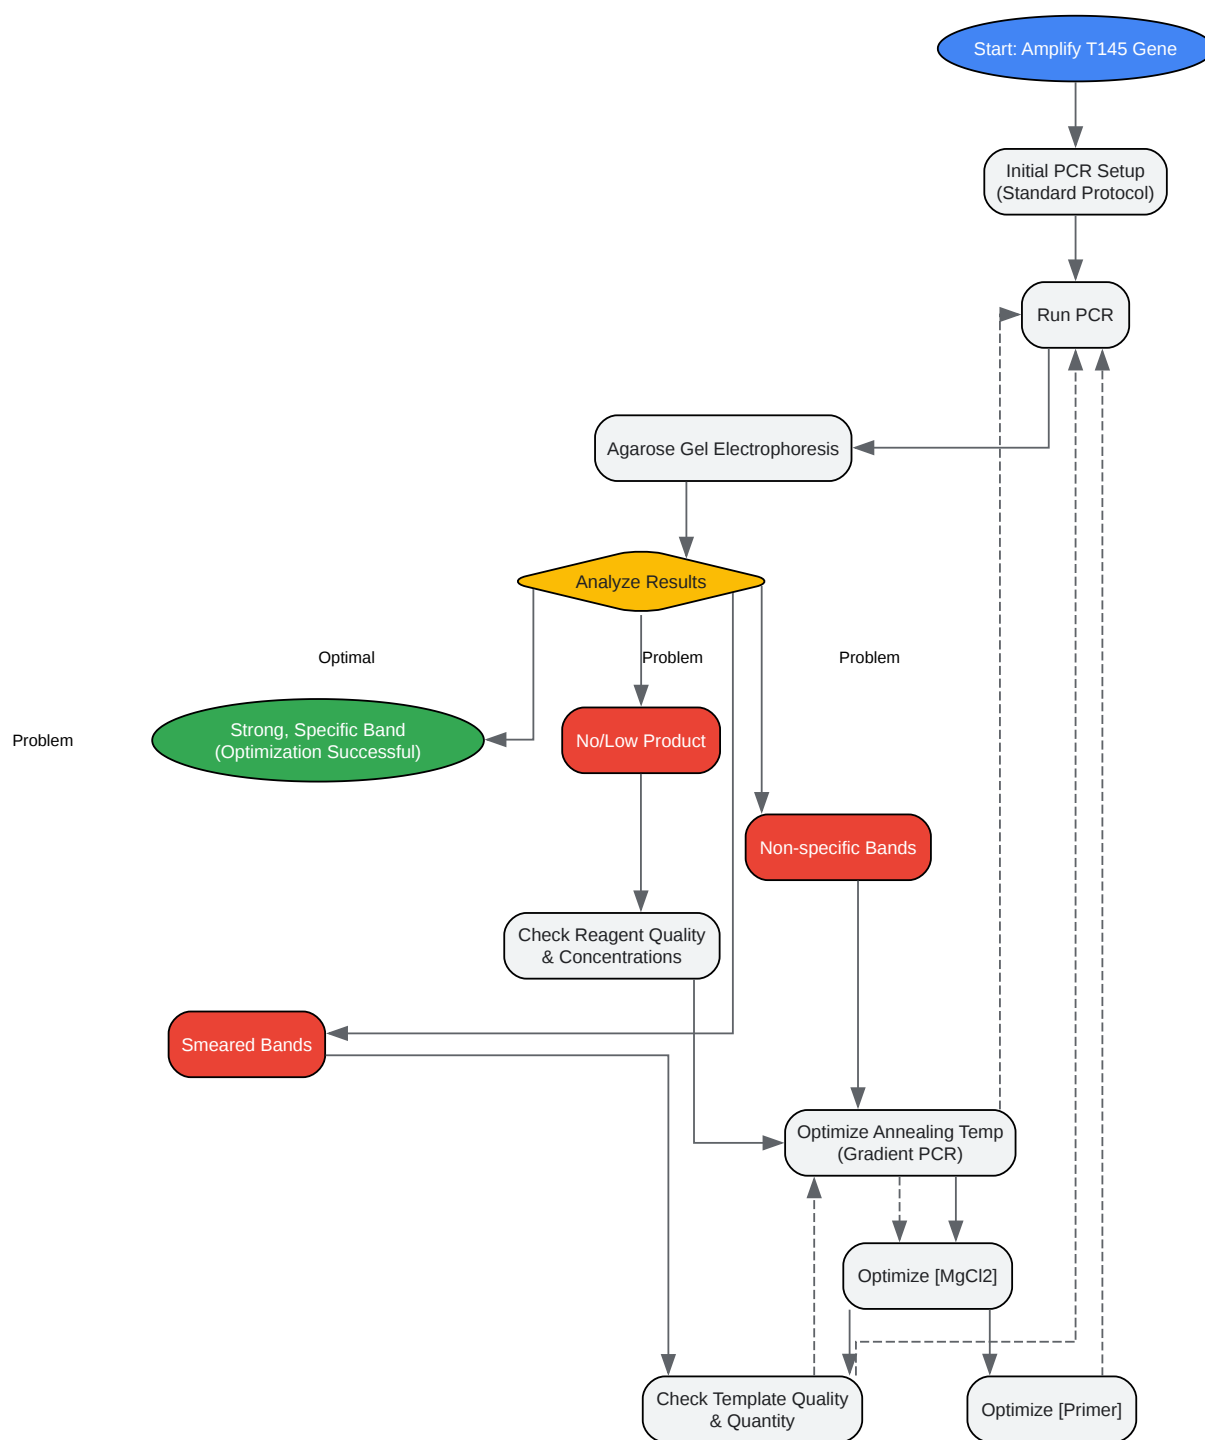 Start: Amplify T145 Gene
Initial PCR Setup
(Standard Protocol)
Run PCR
Agarose Gel Electrophoresis
Analyze Results
Optimal
Problem
Problem
Strong, Specific Band
(Optimization Successful)
Problem
No/Low Product
Non-specific Bands
Check Reagent Quality
& Concentrations
Smeared Bands
Optimize Annealing Temp
(Gradient PCR)
Optimize [MgCl2]
Check Template Quality
& Quantity
Optimize [Primer]